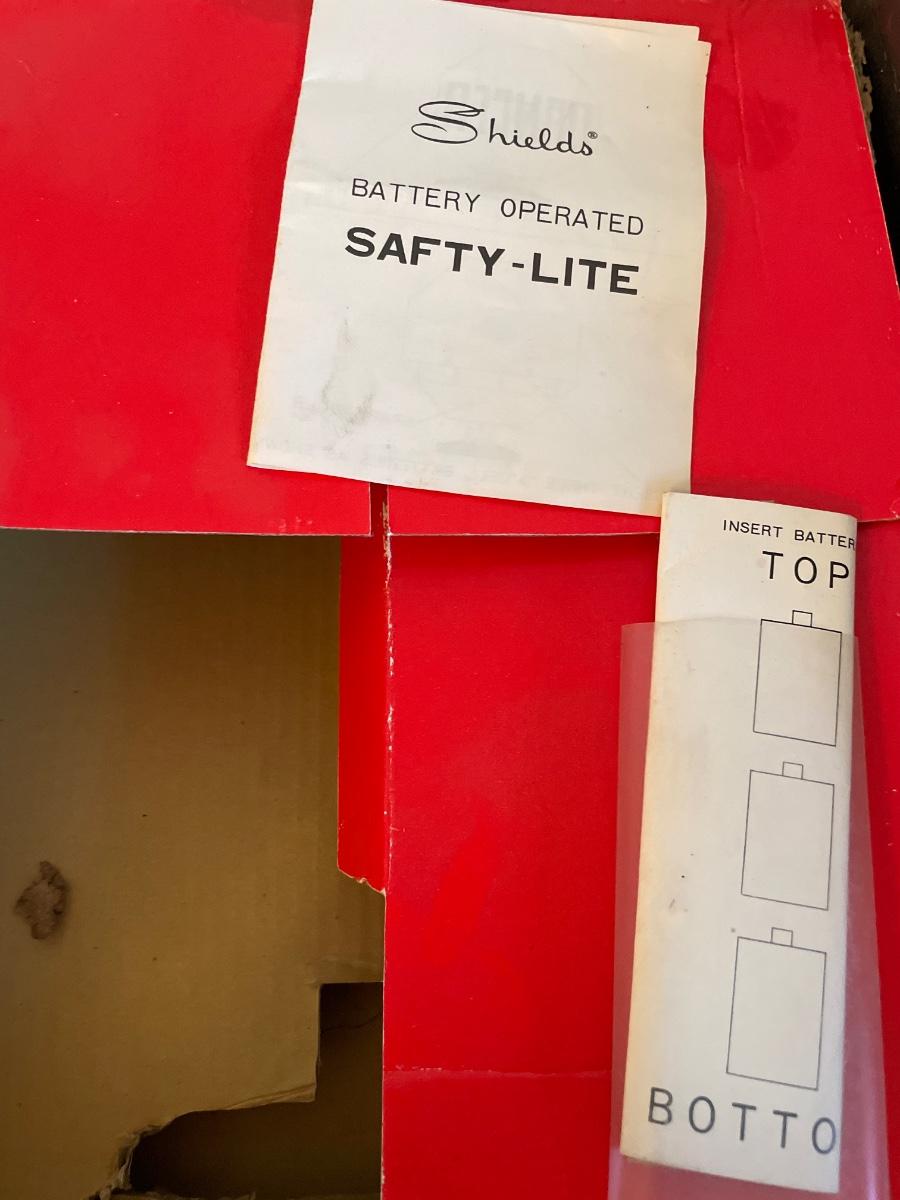 Shields®
BATTERY OPERATED
SAFTY-LITE
INSERT BATTER
TOP
BOTTO